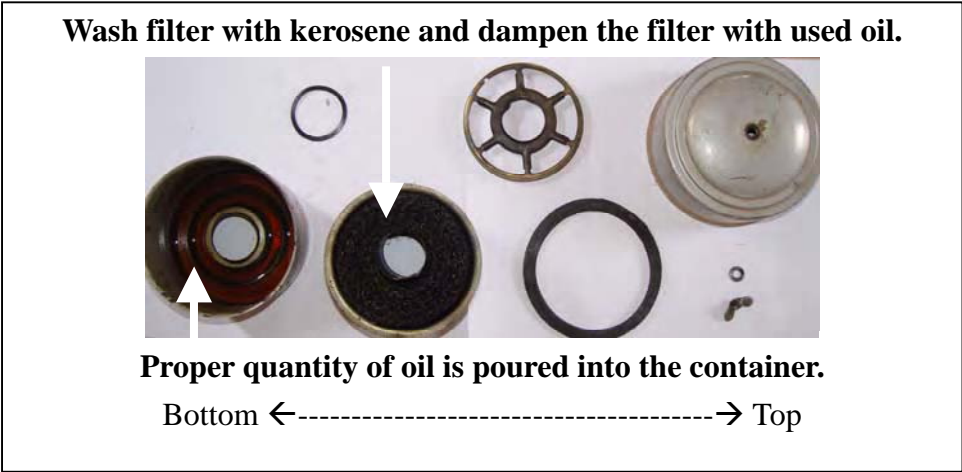 Wash filter with kerosene and dampen the filter with used oil.
Proper quantity of oil is poured into the container.
Bottom ←---------------------------------------→ Top